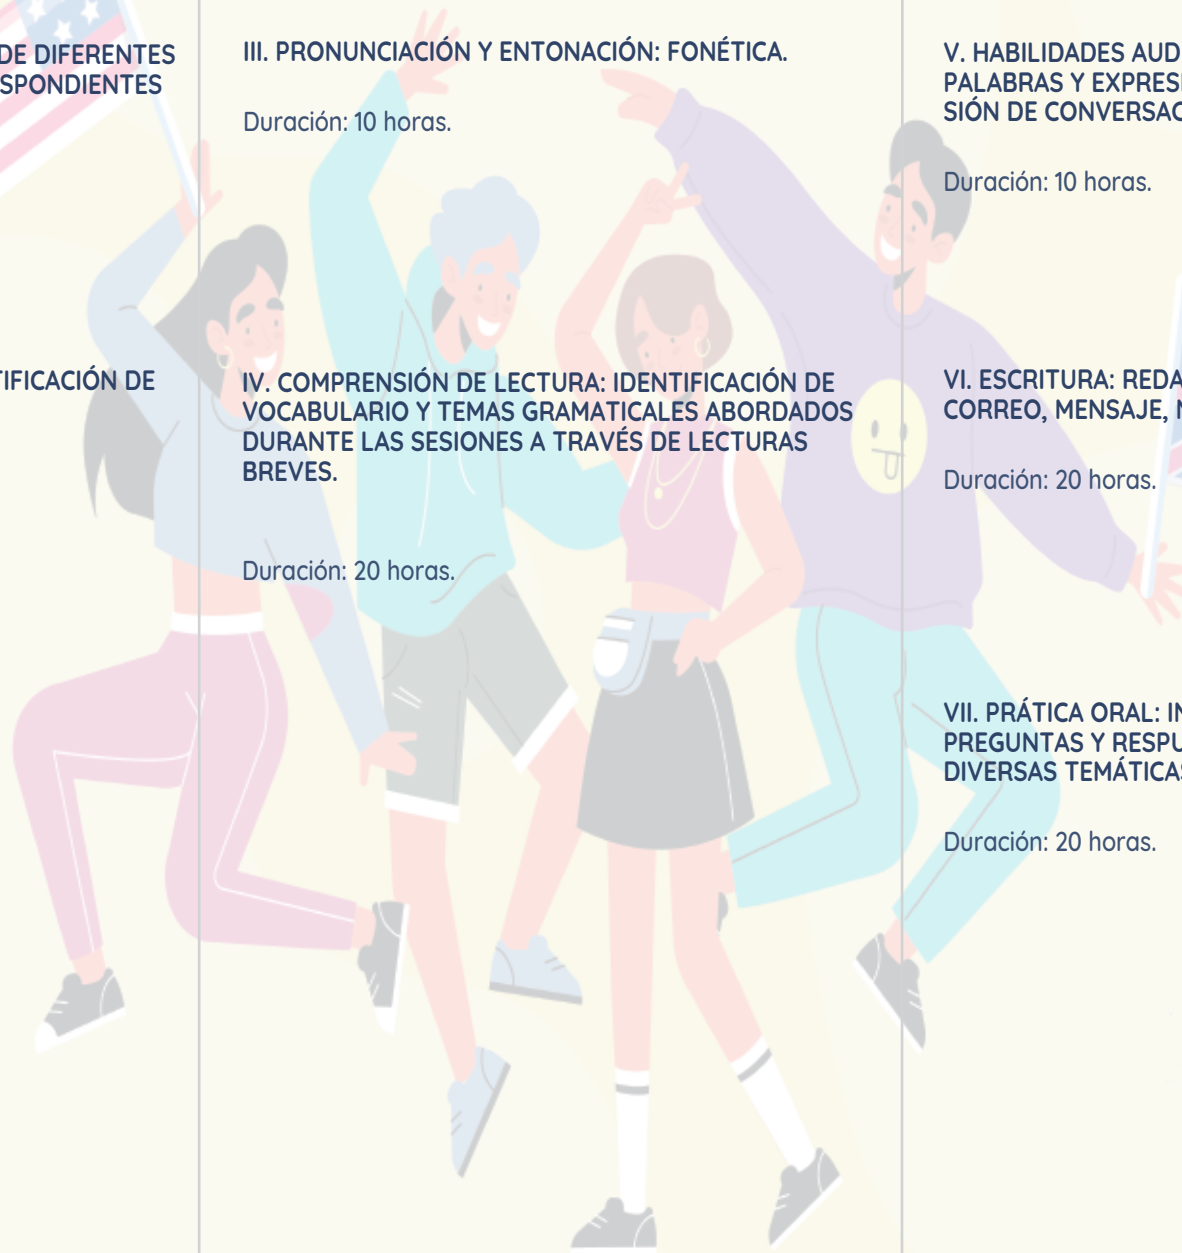 DE DIFERENTES
SPONDIENTES
TIFICACIÓN DE
III. PRONUNCIACIÓN Y ENTONACIÓN: FONÉTICA.
Duración: 10 horas.
IV. COMPRENSIÓN DE LECTURA: IDENTIFICACIÓN DE
VOCABULARIO Y TEMAS GRAMATICALES ABORDADOS
DURANTE LAS SESIONES A TRAVÉS DE LECTURAS
BREVES.
Duración: 20 horas.
V. HABILIDADES AUD
PALABRAS Y EXPRES
SIÓN DE CONVERSAC
Duración: 10 horas.
VI. ESCRITURA: REDA
CORREO, MENSAJE,
Duración: 20 horas.
VII. PRÁTICA ORAL: IN
PREGUNTAS Y RESPU
DIVERSAS TEMÁTICAS
Duración: 20 horas.